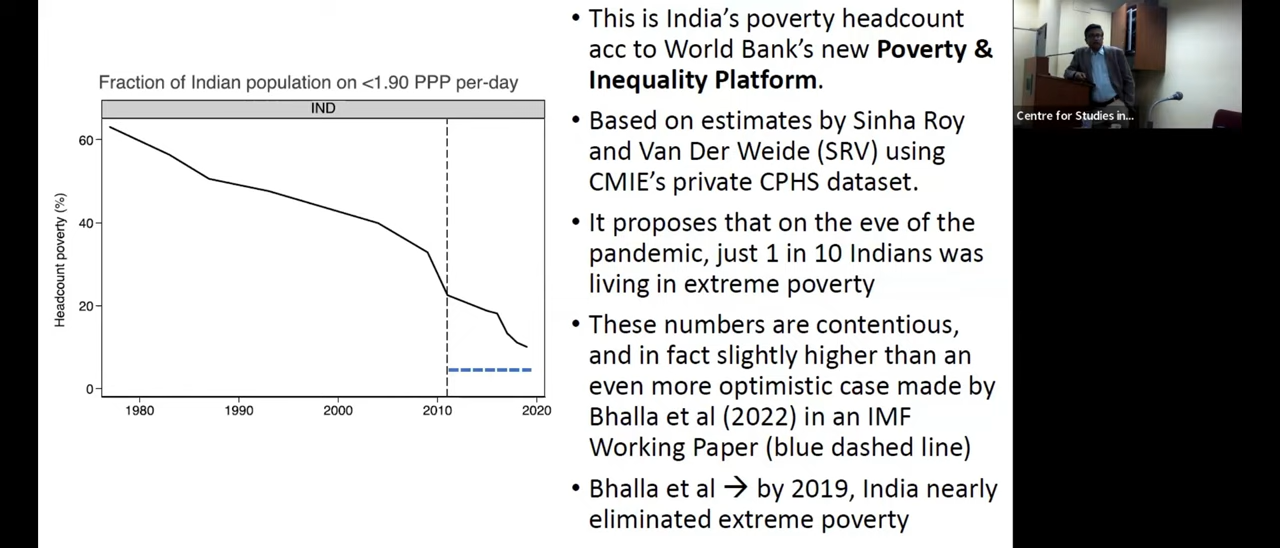 Fraction of Indian population on <1.90 PPP per-day
IND
Headcount poverty (%)
60
40
20
0
1980
1990
2000
2010
2020
• This is India's poverty headcount
acc to World Bank's new Poverty &
Inequality Platform.
• Based on estimates by Sinha Roy
and Van Der Weide (SRV) using
CMIE's private CPHS dataset.
• It proposes that on the eve of the
pandemic, just 1 in 10 Indians was
living in extreme poverty
• These numbers are contentious,
and in fact slightly higher than an
even more optimistic case made by
Bhalla et al (2022) in an IMF
Working Paper (blue dashed line)
• Bhalla et al → by 2019, India nearly
eliminated extreme poverty
Centre for Studies in...